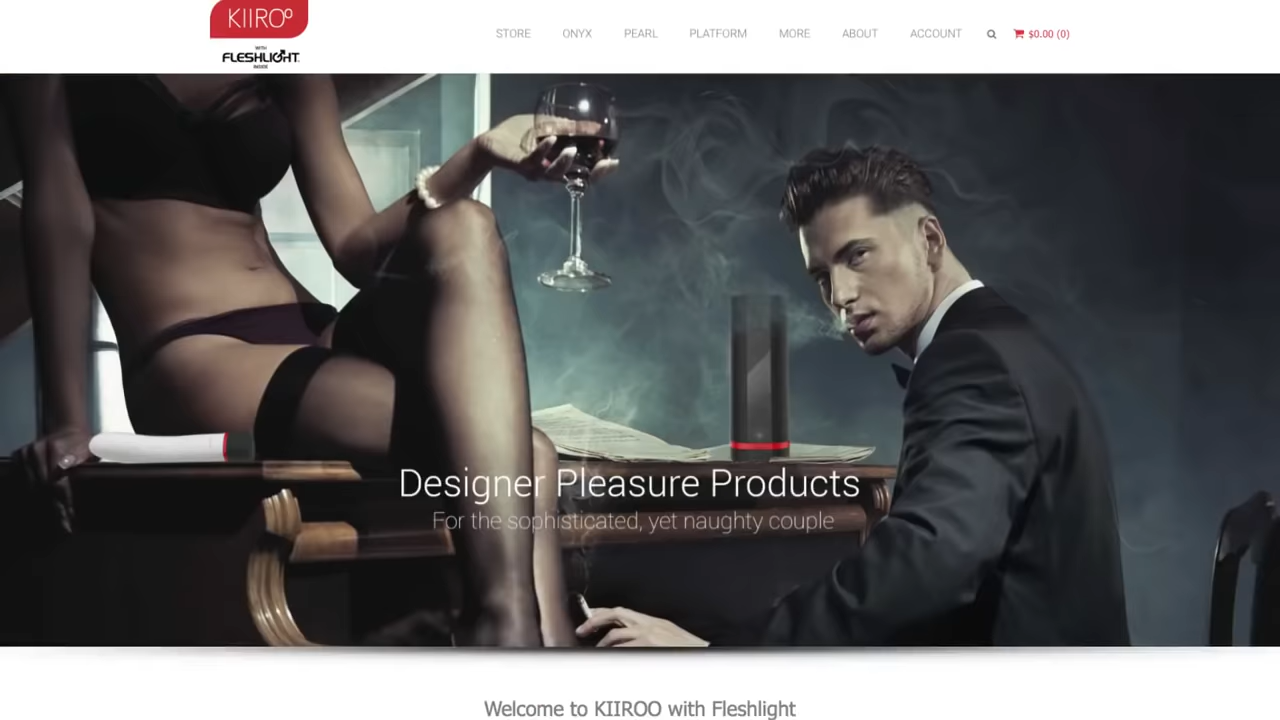 KIIROO
WITH
FLESHLIGHT
INSIDE
STORE ONYX PEARL PLATFORM MORE ABOUT ACCOUNT $0.00 (0)
Designer Pleasure Products
For the sophisticated, yet naughty couple
Welcome to KIIROO with Fleshlight